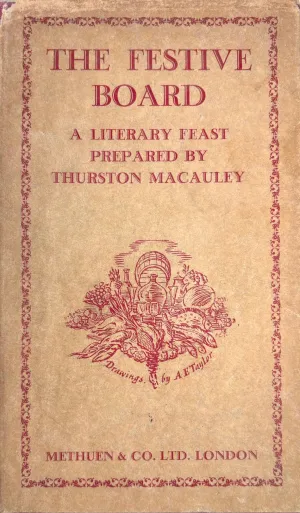 THE FESTIVE
BOARD
A LITERARY FEAST
PREPARED BY
THURSTON MACAULEY
Drawings by A E Taylor
METHUEN & CO. LTD. LONDON